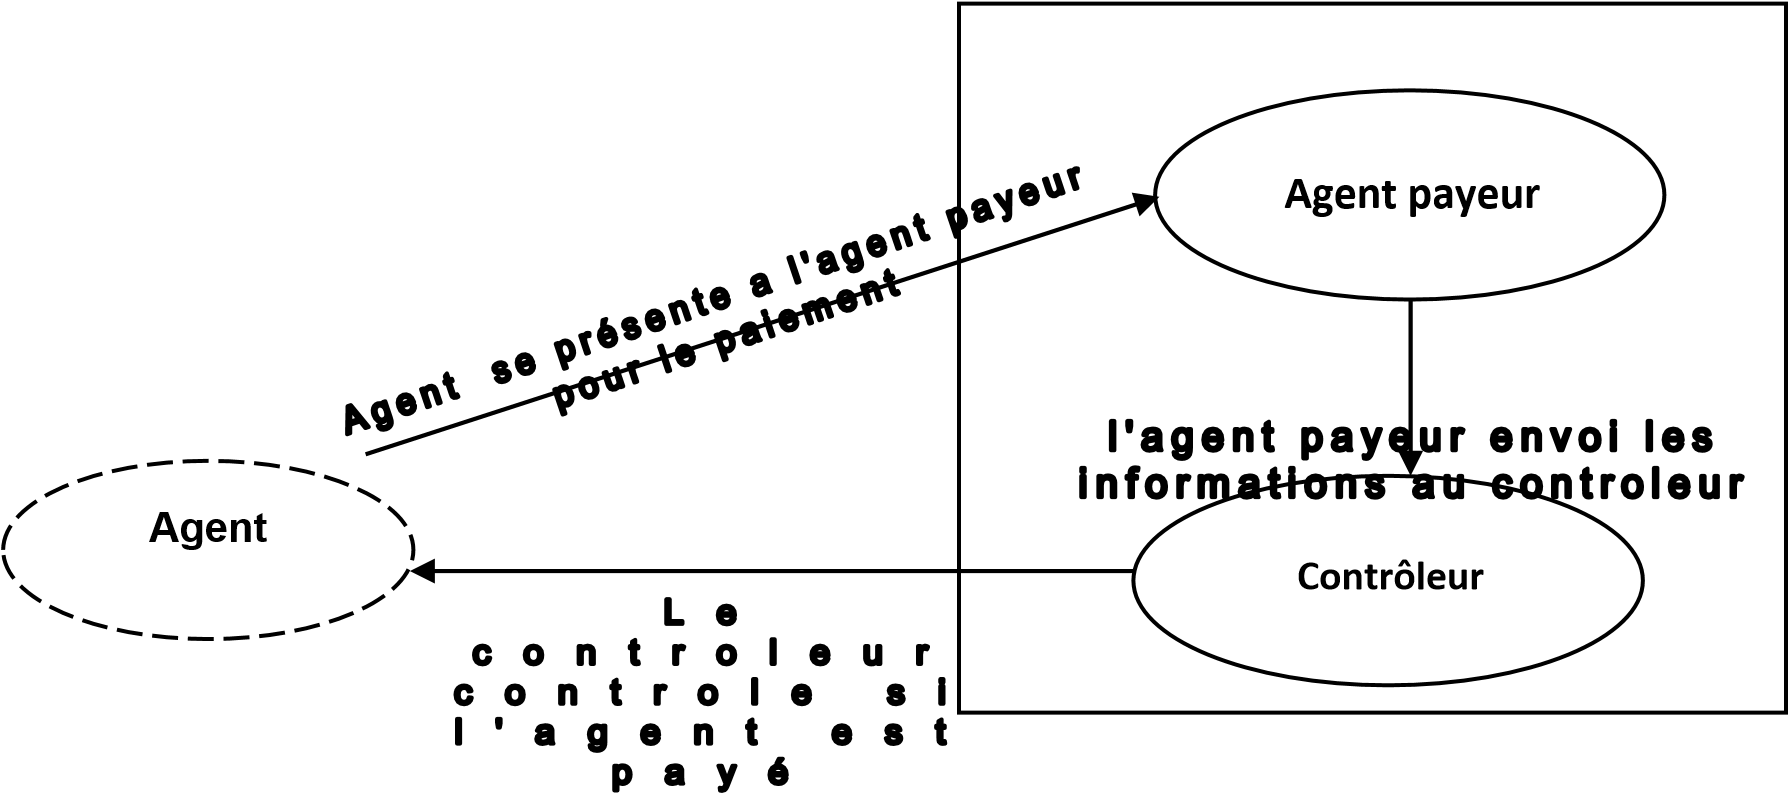 Agent payeur
Agent se présente a l'agent payeur
pour le paiement
l'agent payeur envoi les
informations au controleur
Agent
Contrôleur
Le
controleur
controle si
l'agent est
payé